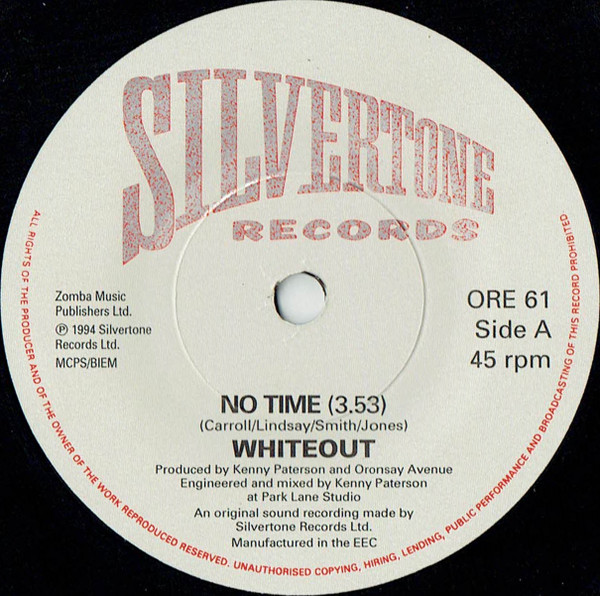 SILVERTONE
RECORDS
Zomba Music
Publishers Ltd.
℗ 1994 Silvertone
Records Ltd.
MCPS/BIEM
ORE 61
Side A
45 rpm
NO TIME (3.53)
(Carroll/Lindsay/Smith/Jones)
WHITEOUT
Produced by Kenny Paterson and Oronsay Avenue
Engineered and mixed by Kenny Paterson
at Park Lane Studio
An original sound recording made by
Silvertone Records Ltd.
Manufactured in the EEC
ALL RIGHTS OF THE PRODUCER AND OF THE OWNER OF THE WORK REPRODUCED RESERVED. UNAUTHORISED COPYING, HIRING, LENDING, PUBLIC PERFORMANCE AND BROADCASTING OF THIS RECORD PROHIBITED.